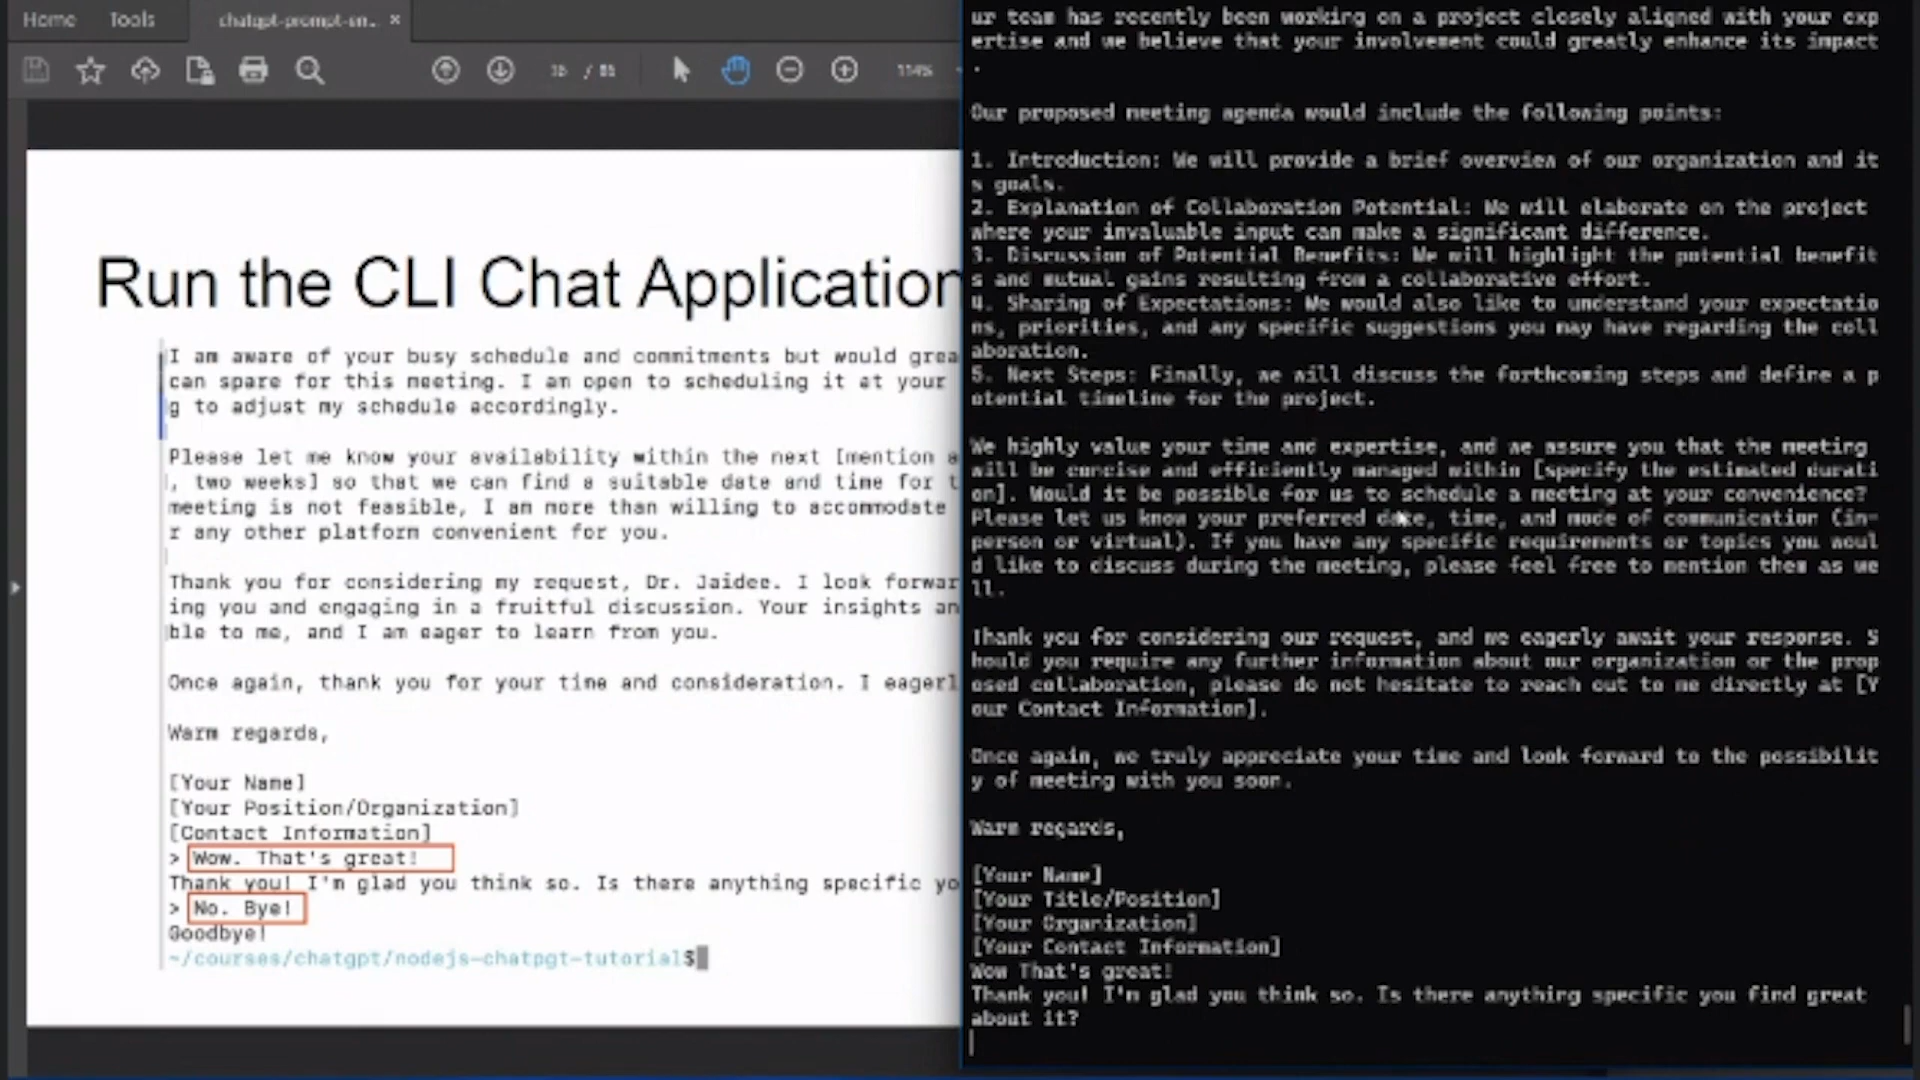 Home Tools chatgpt-prompt-en... ×
114%
Run the CLI Chat Application
I am aware of your busy schedule and commitments but would grea
can spare for this meeting. I am open to scheduling it at your
g to adjust my schedule accordingly.
Please let me know your availability within the next [mention a
, two weeks] so that we can find a suitable date and time for t
meeting is not feasible, I am more than willing to accommodate
r any other platform convenient for you.
Thank you for considering my request, Dr. Jaidee. I look forwar
ing you and engaging in a fruitful discussion. Your insights an
ble to me, and I am eager to learn from you.
Once again, thank you for your time and consideration. I eagerl
Warm regards,
[Your Name]
[Your Position/Organization]
[Contact Information]
> Wow. That's great!
Thank you! I'm glad you think so. Is there anything specific yo
> No. Bye!
Goodbye!
~/courses/chatgpt/nodejs-chatpgt-tutorial$
ur team has recently been working on a project closely aligned with your exp
ertise and we believe that your involvement could greatly enhance its impact
.
Our proposed meeting agenda would include the following points:
1. Introduction: We will provide a brief overview of our organization and it
s goals.
2. Explanation of Collaboration Potential: We will elaborate on the project
where your invaluable input can make a significant difference.
3. Discussion of Potential Benefits: We will highlight the potential benefit
s and mutual gains resulting from a collaborative effort.
4. Sharing of Expectations: We would also like to understand your expectatio
ns, priorities, and any specific suggestions you may have regarding the coll
aboration.
5. Next Steps: Finally, we will discuss the forthcoming steps and define a p
otential timeline for the project.
We highly value your time and expertise, and we assure you that the meeting
will be concise and efficiently managed within [specify the estimated durati
on]. Would it be possible for us to schedule a meeting at your convenience?
Please let us know your preferred date, time, and mode of communication (in-
person or virtual). If you have any specific requirements or topics you woul
d like to discuss during the meeting, please feel free to mention them as we
ll.
Thank you for considering our request, and we eagerly await your response. S
hould you require any further information about our organization or the prop
osed collaboration, please do not hesitate to reach out to me directly at [Y
our Contact Information].
Once again, we truly appreciate your time and look forward to the possibilit
y of meeting with you soon.
Warm regards,
[Your Name]
[Your Title/Position]
[Your Organization]
[Your Contact Information]
Wow That's great!
Thank you! I'm glad you think so. Is there anything specific you find great
about it?